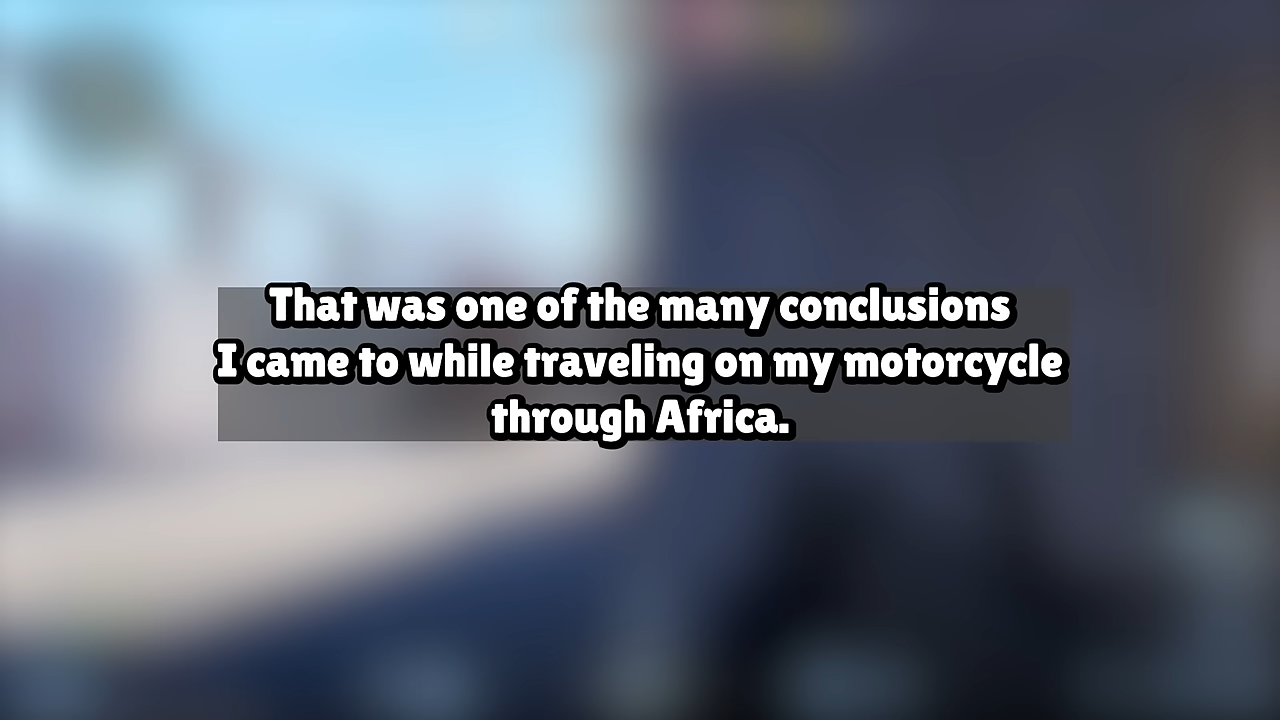 That was one of the many conclusions
I came to while traveling on my motorcycle
through Africa.